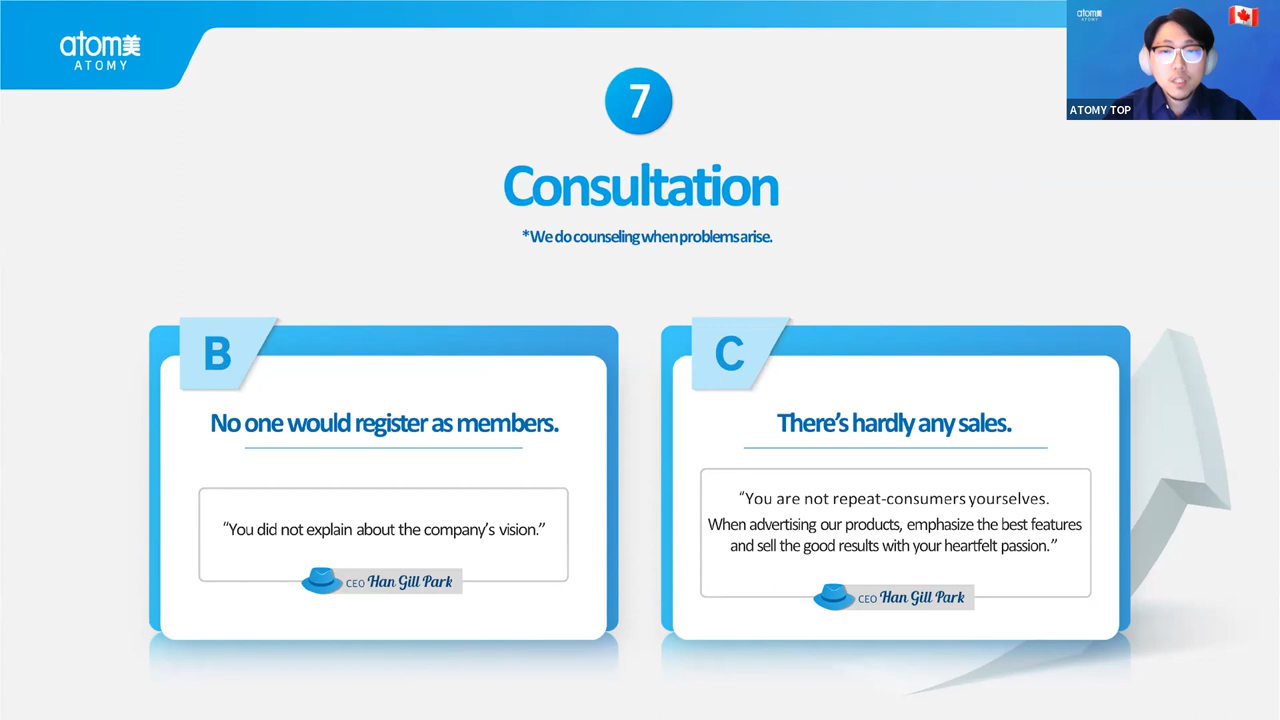 atom美
ATOMY
atom美
ATOMY
ATOMY TOP
7
Consultation
*We do counseling when problems arise.
B
No one would register as members.
“You did not explain about the company’s vision.”
CEO Han Gill Park
C
There’s hardly any sales.
“You are not repeat-consumers yourselves.
When advertising our products, emphasize the best features
and sell the good results with your heartfelt passion.”
CEO Han Gill Park